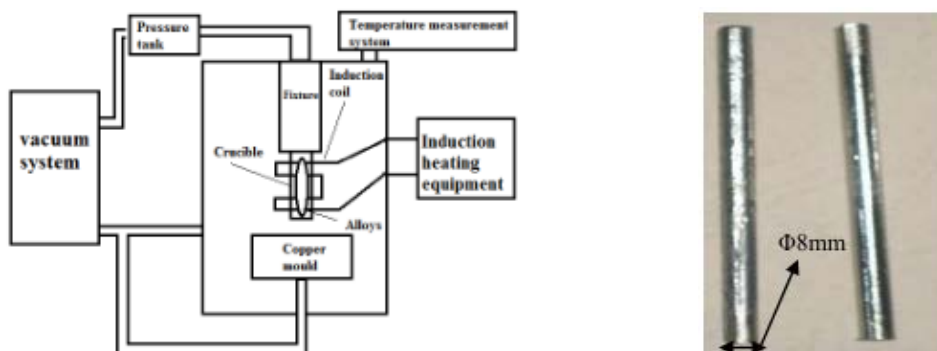 Pressure
tank
Temperature measurement
system
Induction
coil
Fixture
vacuum
system
Crucible
Induction
heating
equipment
Alloys
Copper
mould
Φ8mm